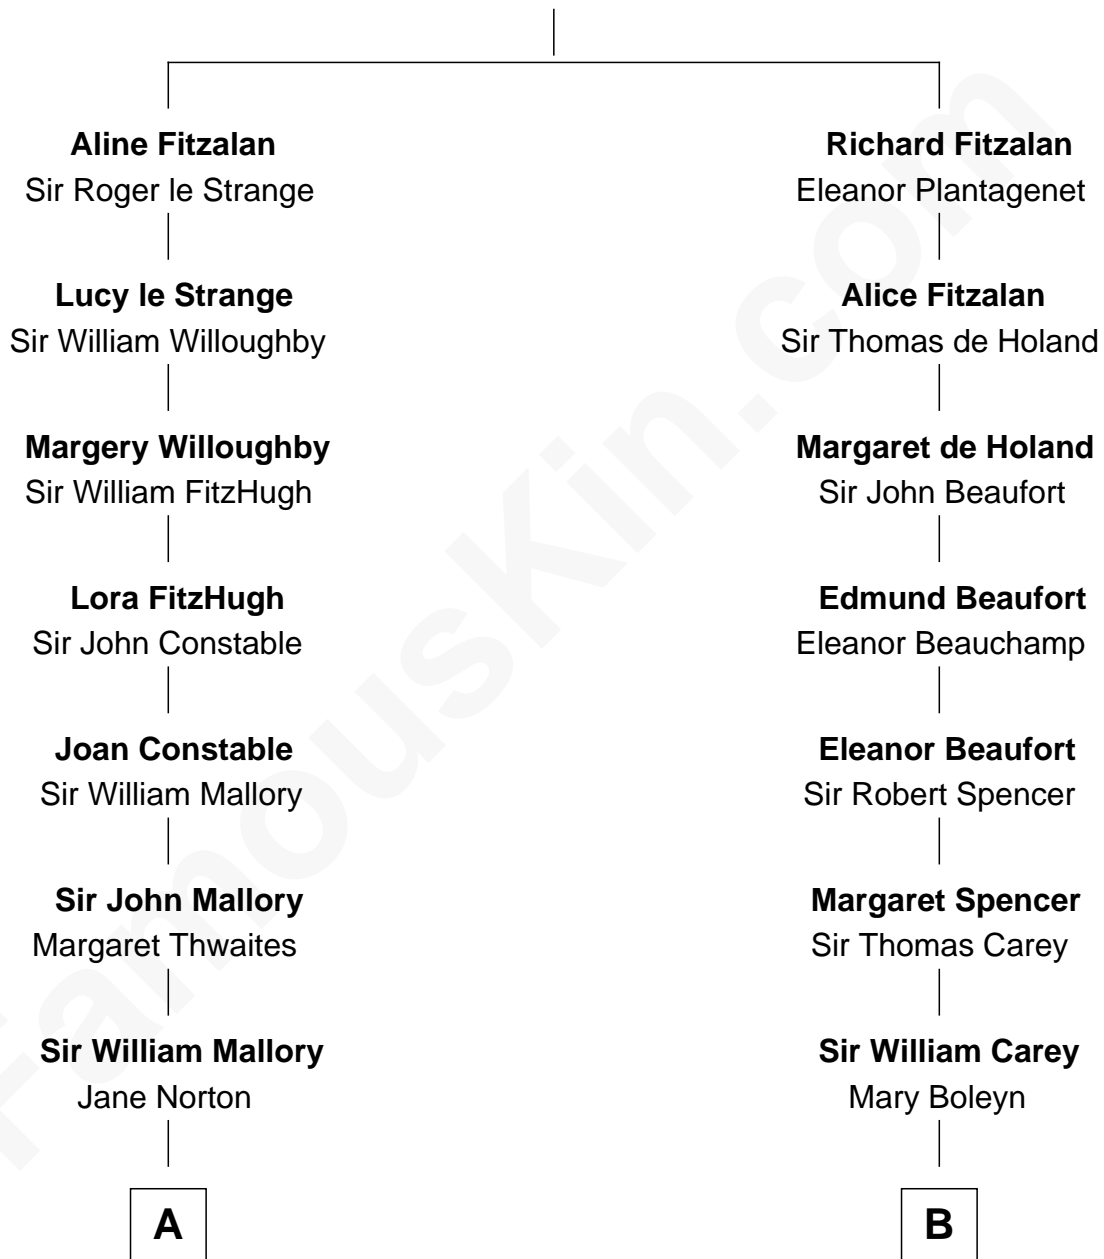 Aline Fitzalan
Sir Roger le Strange
Lucy le Strange
Sir William Willoughby
Margery Willoughby
Sir William FitzHugh
Lora FitzHugh
Sir John Constable
Joan Constable
Sir William Mallory
Sir John Mallory
Margaret Thwaites
Sir William Mallory
Jane Norton
A
Richard Fitzalan
Eleanor Plantagenet
Alice Fitzalan
Sir Thomas de Holand
Margaret de Holand
Sir John Beaufort
Edmund Beaufort
Eleanor Beauchamp
Eleanor Beaufort
Sir Robert Spencer
Margaret Spencer
Sir Thomas Carey
Sir William Carey
Mary Boleyn
B
FamousKin.com